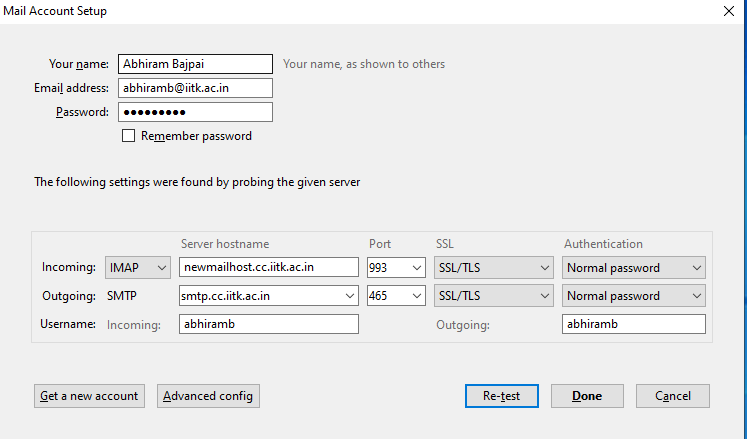 Mail Account Setup
Your name: Abhiram Bajpai Your name, as shown to others
Email address: abhiramb@iitk.ac.in
Password: ●●●●●●●●●
Remember password
The following settings were found by probing the given server
Server hostname Port SSL Authentication
Incoming: IMAP newmailhost.cc.iitk.ac.in 993 SSL/TLS Normal password
Outgoing: SMTP smtp.cc.iitk.ac.in 465 SSL/TLS Normal password
Username: Incoming: abhiramb Outgoing: abhiramb
Get a new account Advanced config Re-test Done Cancel